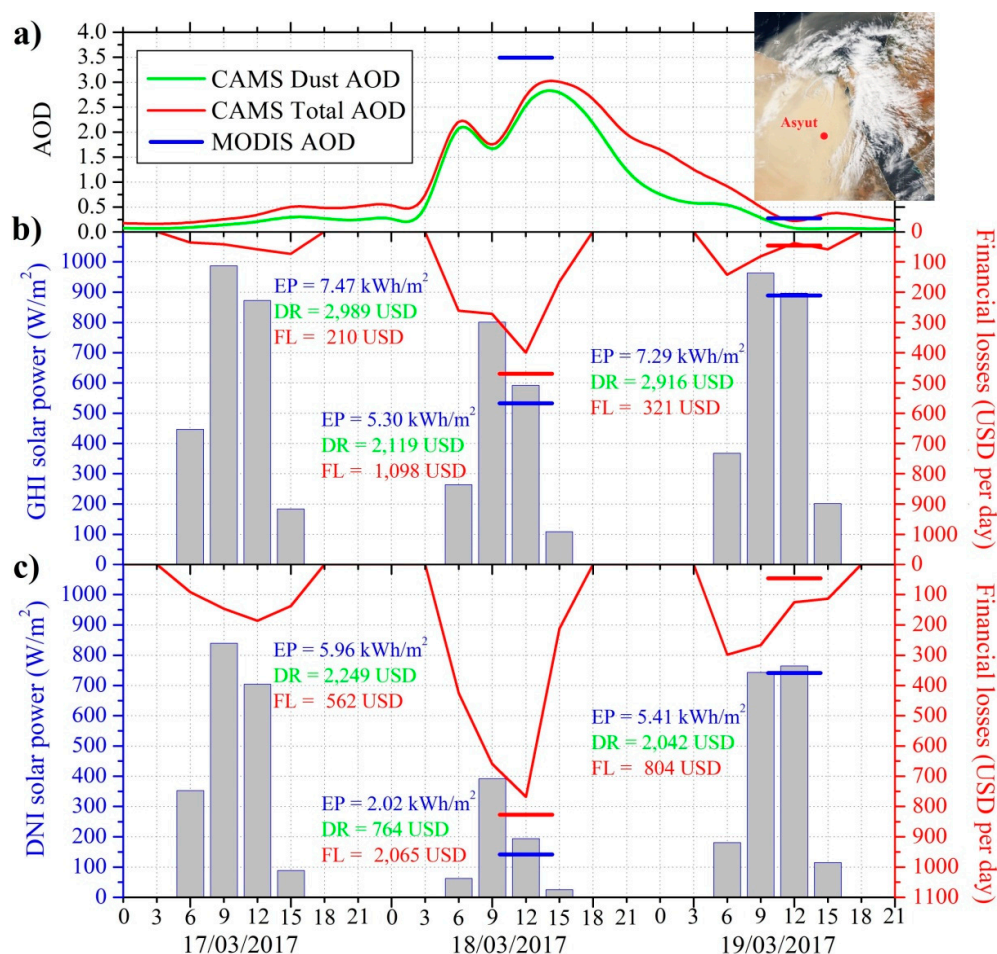 a)
AOD
4.0
3.5
3.0
2.5
2.0
1.5
1.0
0.5
0.0
CAMS Dust AOD
CAMS Total AOD
MODIS AOD
Asyut
b)
GHI solar power (W/m²)
1000
900
800
700
600
500
400
300
200
100
EP = 7.47 kWh/m²
DR = 2,989 USD
FL = 210 USD
EP = 5.30 kWh/m²
DR = 2,119 USD
FL = 1,098 USD
EP = 7.29 kWh/m²
DR = 2,916 USD
FL = 321 USD
0
100
200
300
400
500
600
700
800
900
1000
0
Financial losses (USD per day)
c)
DNI solar power (W/m²)
1000
900
800
700
600
500
400
300
200
100
0
EP = 5.96 kWh/m²
DR = 2,249 USD
FL = 562 USD
EP = 2.02 kWh/m²
DR = 764 USD
FL = 2,065 USD
EP = 5.41 kWh/m²
DR = 2,042 USD
FL = 804 USD
100
200
300
400
500
600
700
800
900
1000
1100
Financial losses (USD per day)
0 3 6 9 12 15 18 21 0 3 6 9 12 15 18 21 0 3 6 9 12 15 18 21
17/03/2017 18/03/2017 19/03/2017